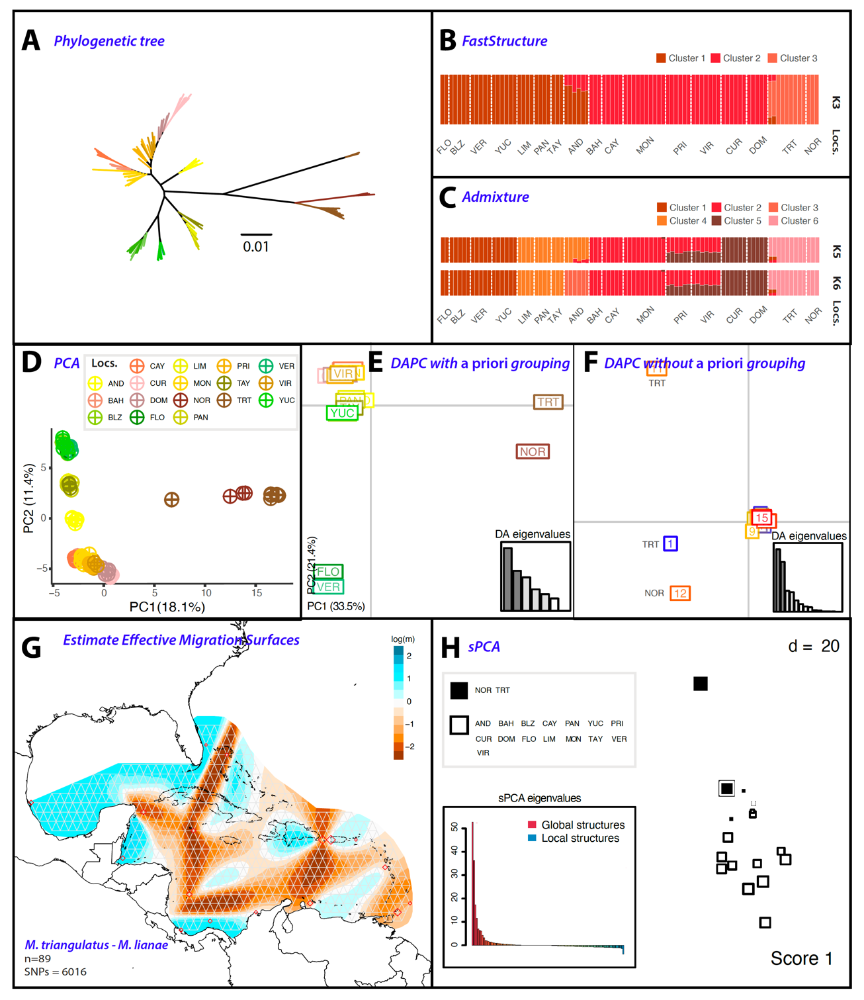 A Phylogenetic tree
0.01
B FastStructure
Cluster 1 Cluster 2 Cluster 3
K3
Locs.
FLO BLZ VER YUC LIM PAN TAY AND BAH CAY MON PRI VIR CUR DOM TRT NOR
C Admixture
Cluster 1 Cluster 2 Cluster 3
Cluster 4 Cluster 5 Cluster 6
K5
K6
Locs.
FLO BLZ VER YUC LIM PAN TAY AND BAH CAY MON PRI VIR CUR DOM TRT NOR
D PCA
Locs. CAY LIM PRI VER
AND CUR MON TAY VIR
BAH DOM NOR TRT YUC
BLZ FLO PAN
PC2 (11.4%)
5
0
−5
−5 0 5 10 15
PC1(18.1%)
E DAPC with a priori grouping
VIR
PAN
TRT
YUC
NOR
DA eigenvalues
FLO
VER
PC2 (21.4%)
PC1 (33.5%)
F DAPC without a priori groupihg
11
TRT
15
9
DA eigenvalues
TRT 1
NOR 12
G Estimate Effective Migration Surfaces
log(m)
2
1
0
−1
−2
M. triangulatus - M. lianae
n=89
SNPs = 6016
H sPCA
d = 20
NOR TRT
AND BAH BLZ CAY PAN YUC PRI
CUR DOM FLO LIM MON TAY VER
VIR
sPCA eigenvalues
Global structures
Local structures
50
40
30
20
10
0
Score 1